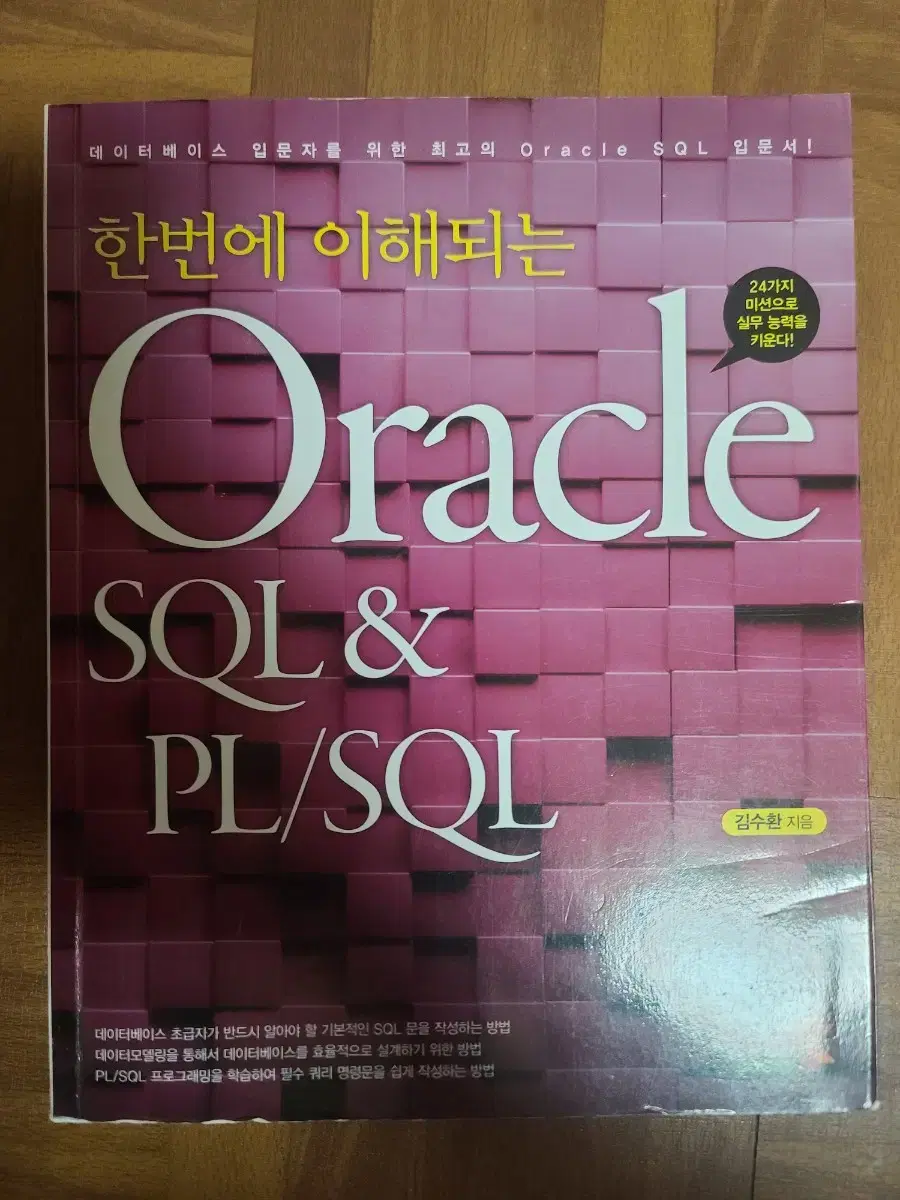 데이터베이스 입문자를 위한 최고의 Oracle SQL 입문서!
한번에 이해되는
24가지
미션으로
실무 능력을
키운다!
Oracle
SQL &
PL/SQL
김수환 지음
데이터베이스 초급자가 반드시 알아야 할 기본적인 SQL 문을 작성하는 방법
데이터모델링을 통해서 데이터베이스를 효율적으로 설계하기 위한 방법
PL/SQL 프로그래밍을 학습하여 필수 쿼리 명령문을 쉽게 작성하는 방법